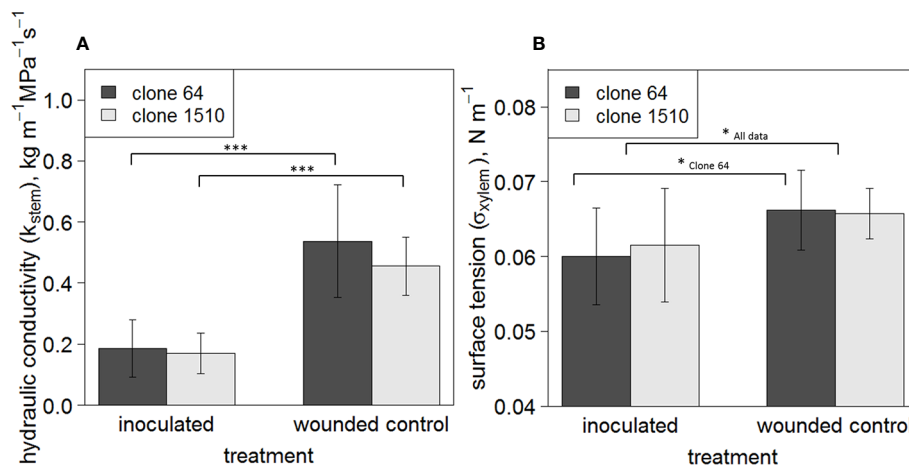 A
hydraulic conductivity (kstem), kg m−1MPa−1s−1
1.0
0.8
0.6
0.4
0.2
0.0
clone 64
clone 1510
***
***
inoculated
wounded control
treatment
B
surface tension (σxylem), N m−1
0.08
0.07
0.06
0.05
0.04
clone 64
clone 1510
* All data
* Clone 64
inoculated
wounded control
treatment